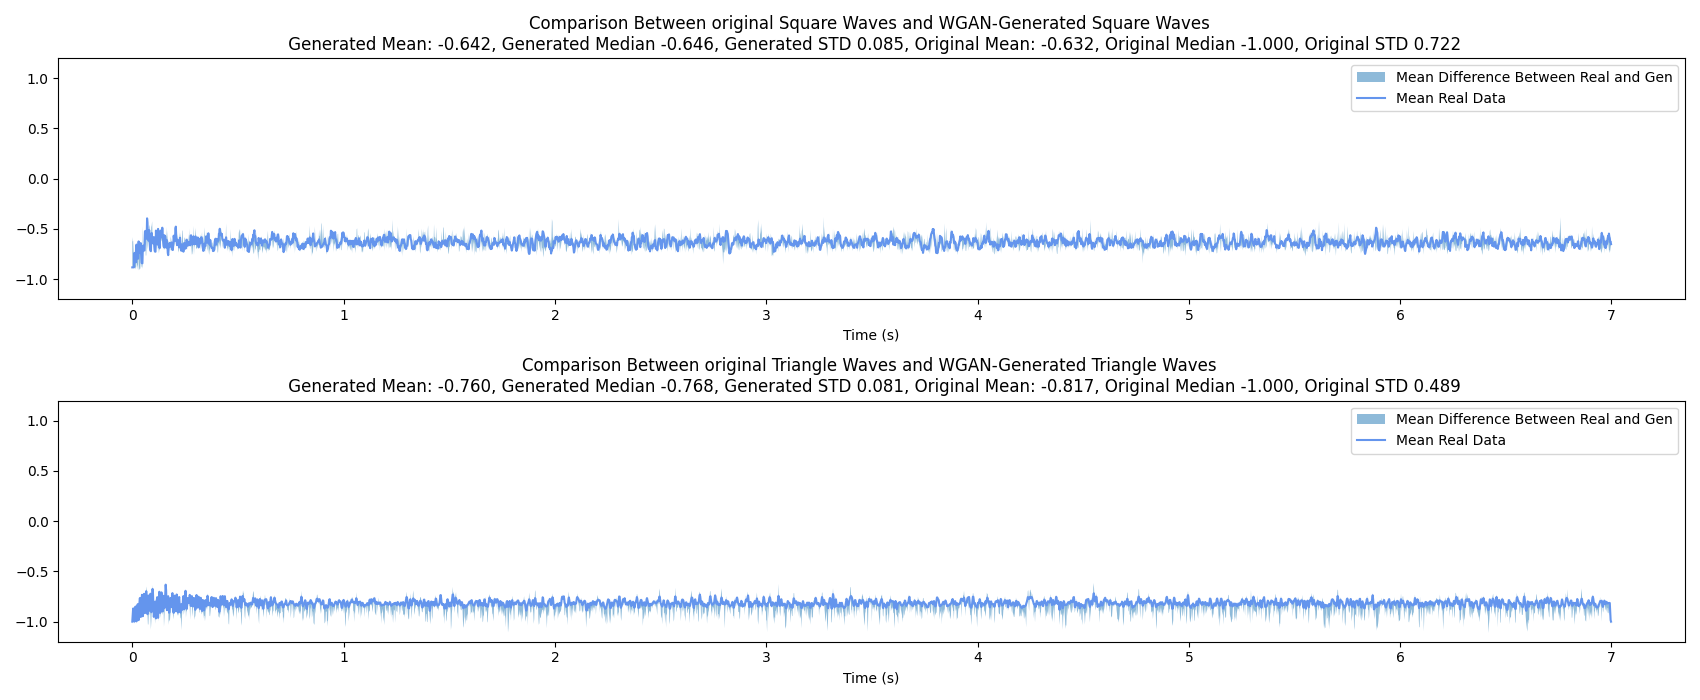 Comparison Between original Square Waves and WGAN-Generated Square Waves
Generated Mean: -0.642, Generated Median -0.646, Generated STD 0.085, Original Mean: -0.632, Original Median -1.000, Original STD 0.722
Mean Difference Between Real and Gen
Mean Real Data
1.0
0.5
0.0
−0.5
−1.0
0 1 2 3 4 5 6 7
Time (s)
Comparison Between original Triangle Waves and WGAN-Generated Triangle Waves
Generated Mean: -0.760, Generated Median -0.768, Generated STD 0.081, Original Mean: -0.817, Original Median -1.000, Original STD 0.489
Mean Difference Between Real and Gen
Mean Real Data
1.0
0.5
0.0
−0.5
−1.0
0 1 2 3 4 5 6 7
Time (s)